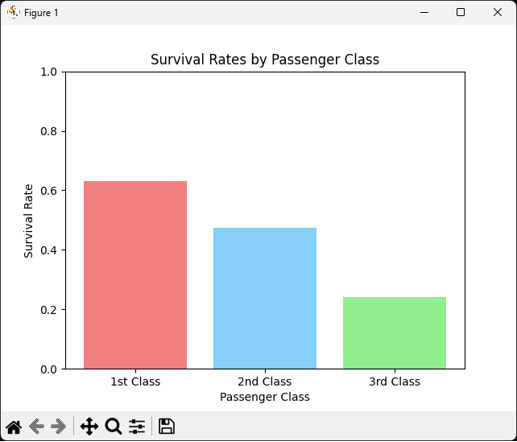 Figure 1
Survival Rates by Passenger Class
1.0
0.8
0.6
0.4
0.2
0.0
Survival Rate
1st Class 2nd Class 3rd Class
Passenger Class